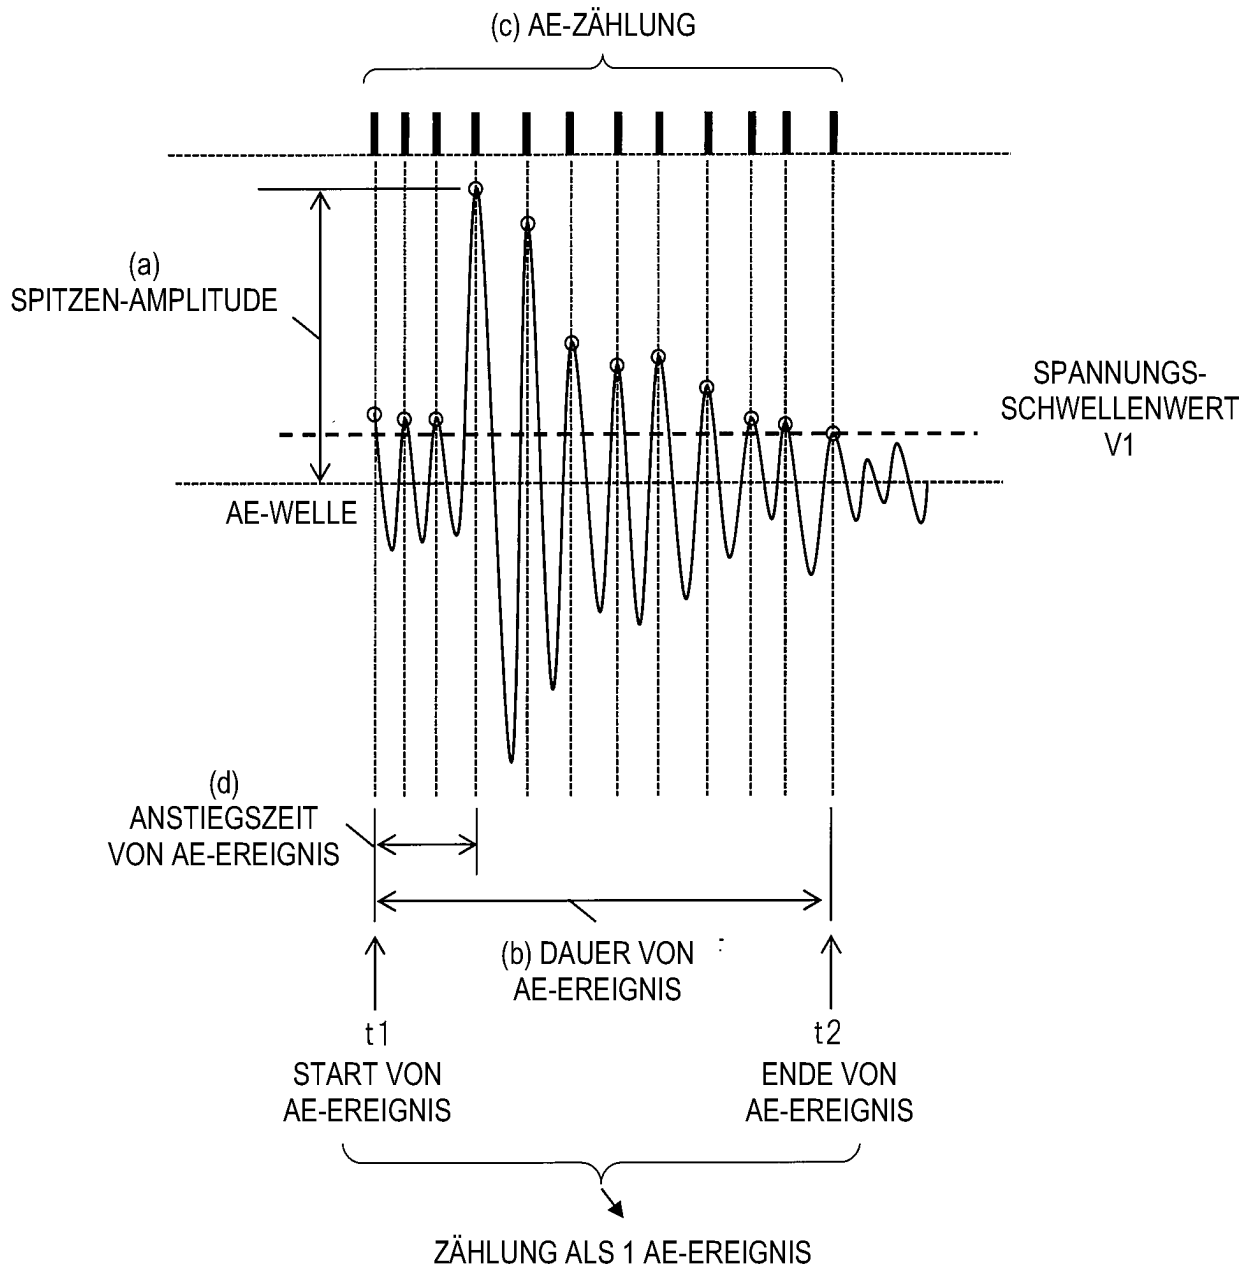 (c) AE-ZÄHLUNG
(a)
SPITZEN-AMPLITUDE
SPANNUNGS-
SCHWELLENWERT
V1
AE-WELLE
(d)
ANSTIEGSZEIT
VON AE-EREIGNIS
(b) DAUER VON
AE-EREIGNIS
t1
START VON
AE-EREIGNIS
t2
ENDE VON
AE-EREIGNIS
ZÄHLUNG ALS 1 AE-EREIGNIS